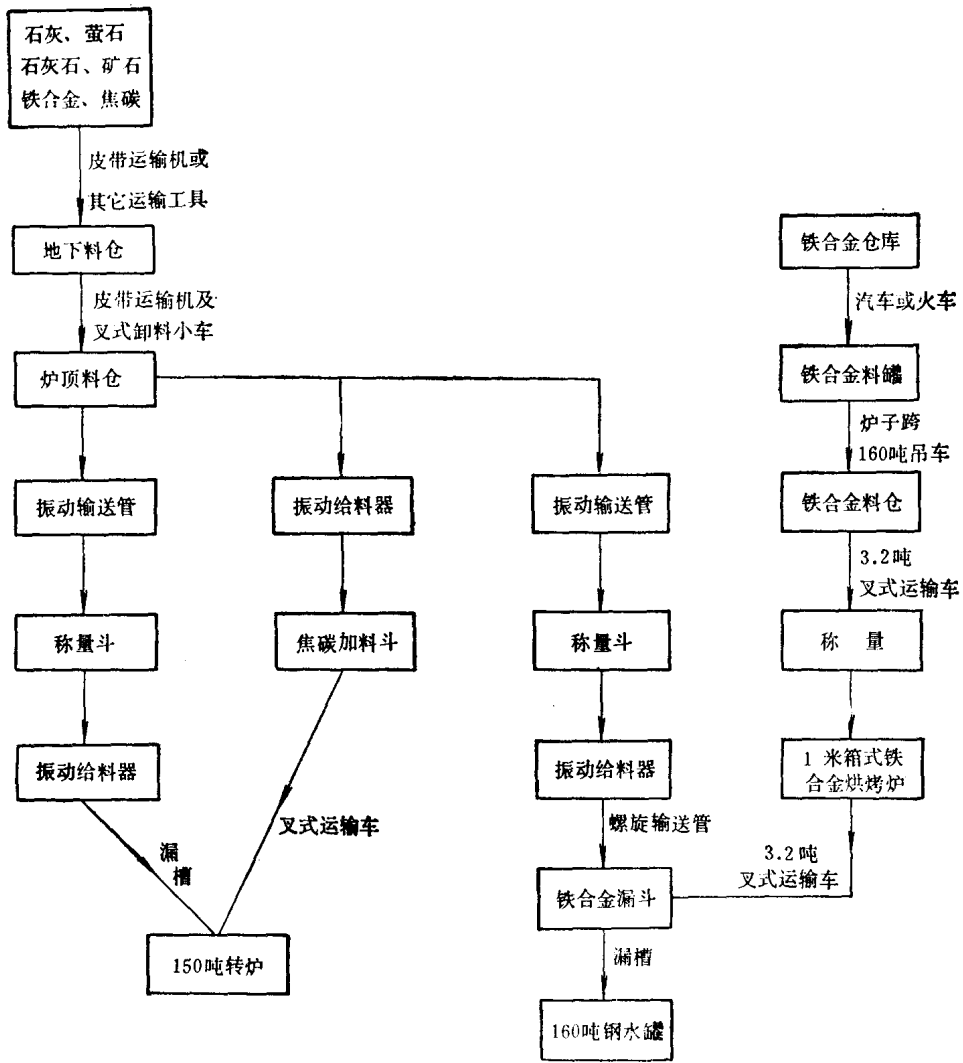 石灰、萤石
石灰石、矿石
铁合金、焦碳
皮带运输机或
其它运输工具
地下料仓
铁合金仓库
皮带运输机及
叉式卸料小车
汽车或火车
炉顶料仓
铁合金料罐
炉子跨
160吨吊车
振动输送管
振动给料器
振动输送管
铁合金料仓
3.2吨
叉式运输车
称量斗
焦碳加料斗
称量斗
称 量
振动给料器
振动给料器
1 米箱式铁
合金烘烤炉
漏
槽
叉式运输车
螺旋输送管
3.2吨
叉式运输车
铁合金漏斗
150吨转炉
漏槽
160吨钢水罐